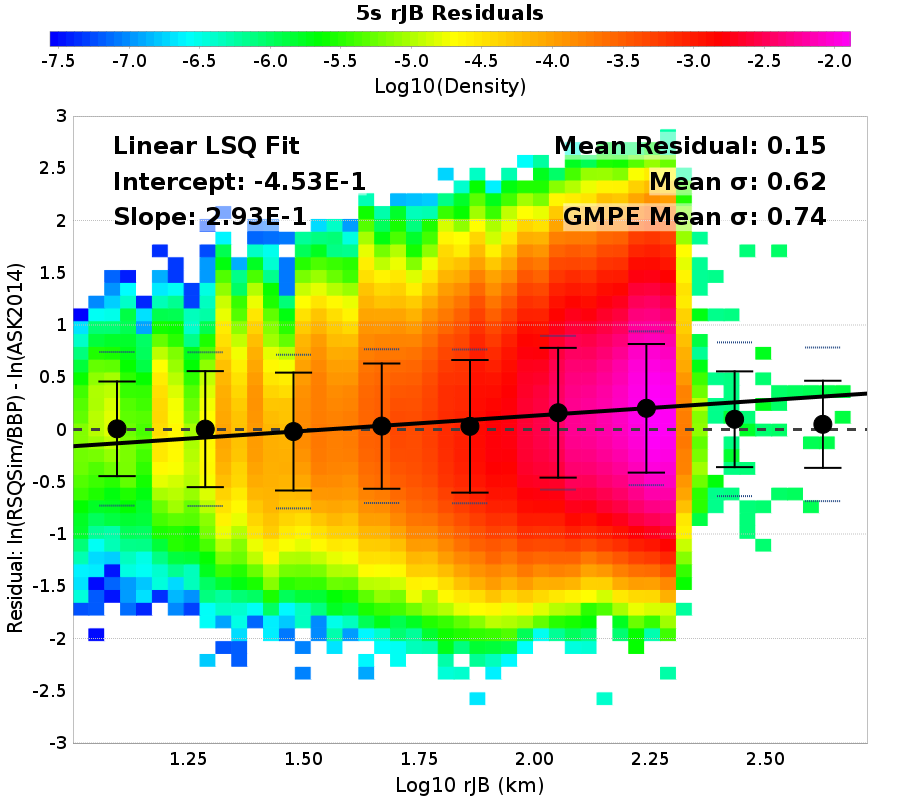 5s rJB Residuals
-7.5 -7.0 -6.5 -6.0 -5.5 -5.0 -4.5 -4.0 -3.5 -3.0 -2.5 -2.0
Log10(Density)
Linear LSQ Fit
Intercept: -4.53E-1
Slope: 2.93E-1
Mean Residual: 0.15
Mean σ: 0.62
GMPE Mean σ: 0.74
Residual: ln(RSQSim/BBP) - ln(ASK2014)
3
2.5
2
1.5
1
0.5
0
-0.5
-1
-1.5
-2
-2.5
-3
1.25 1.50 1.75 2.00 2.25 2.50
Log10 rJB (km)